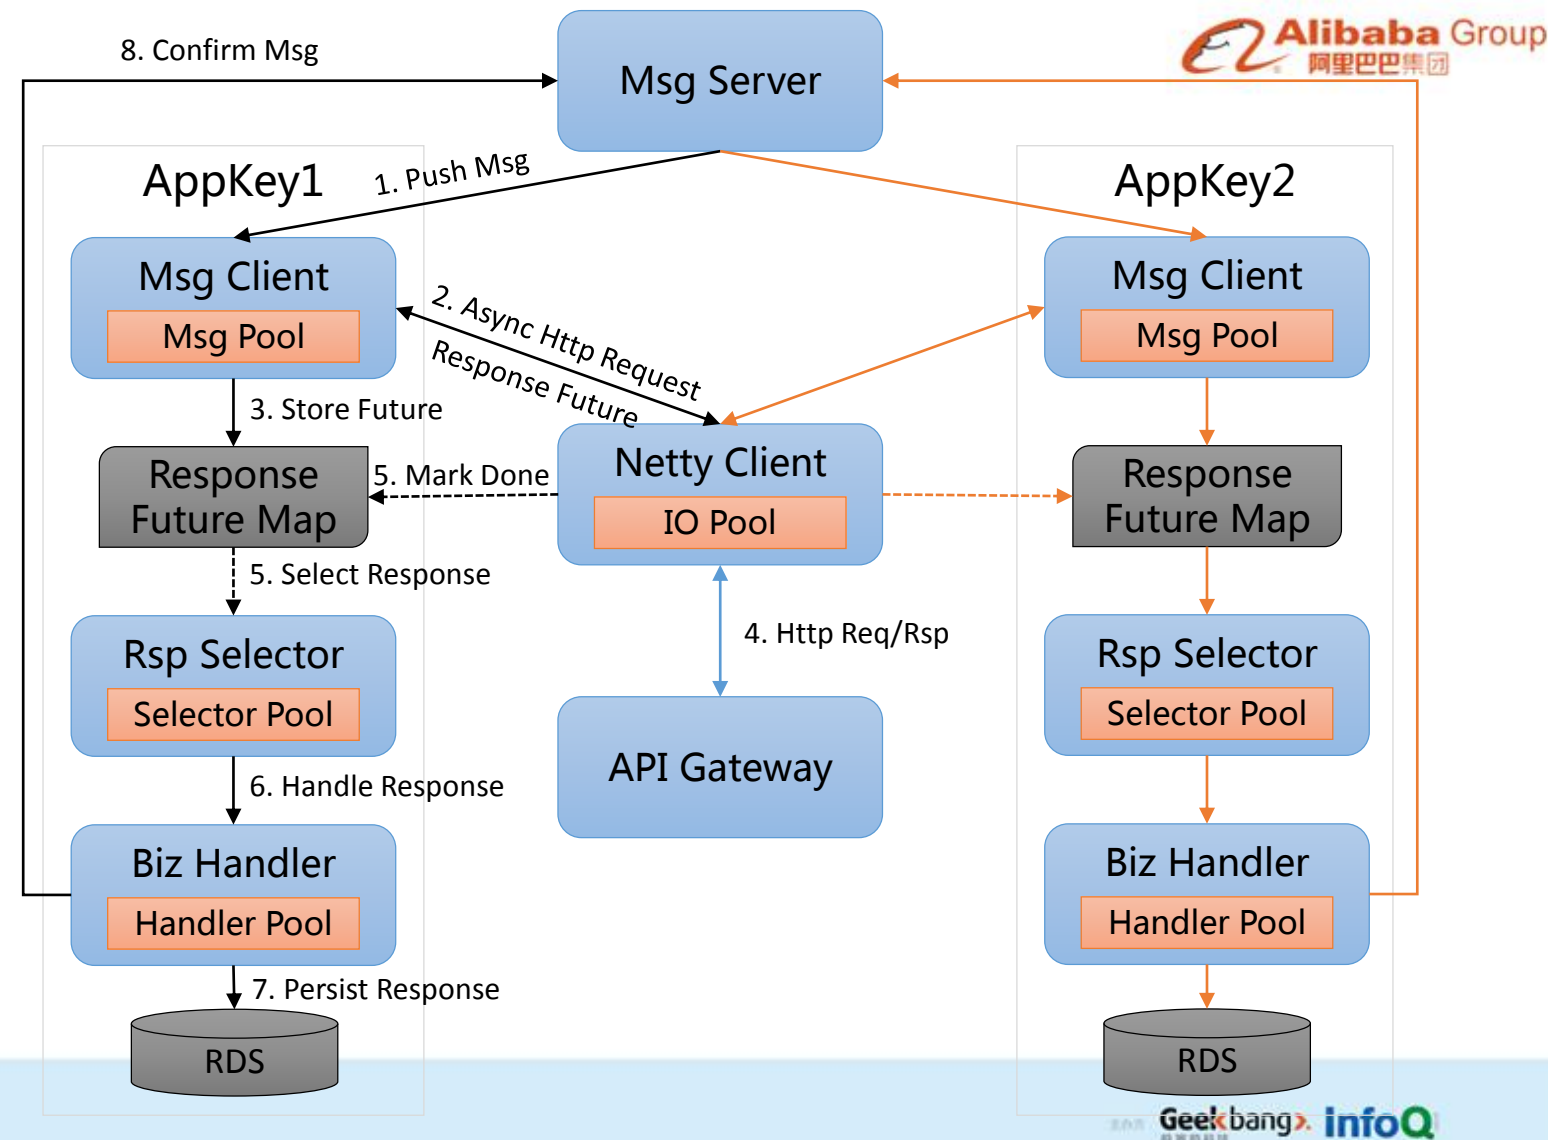 8. Confirm Msg
Msg Server
Alibaba Group
阿里巴巴集团
AppKey1
1. Push Msg
AppKey2
Msg Client
Msg Pool
2. Async Http Request
Response Future
Msg Client
Msg Pool
3. Store Future
Response
Future Map
5. Mark Done
Netty Client
IO Pool
Response
Future Map
5. Select Response
4. Http Req/Rsp
Rsp Selector
Selector Pool
API Gateway
Rsp Selector
Selector Pool
6. Handle Response
Biz Handler
Handler Pool
Biz Handler
Handler Pool
7. Persist Response
RDS
RDS
Geekbang>. InfoQ